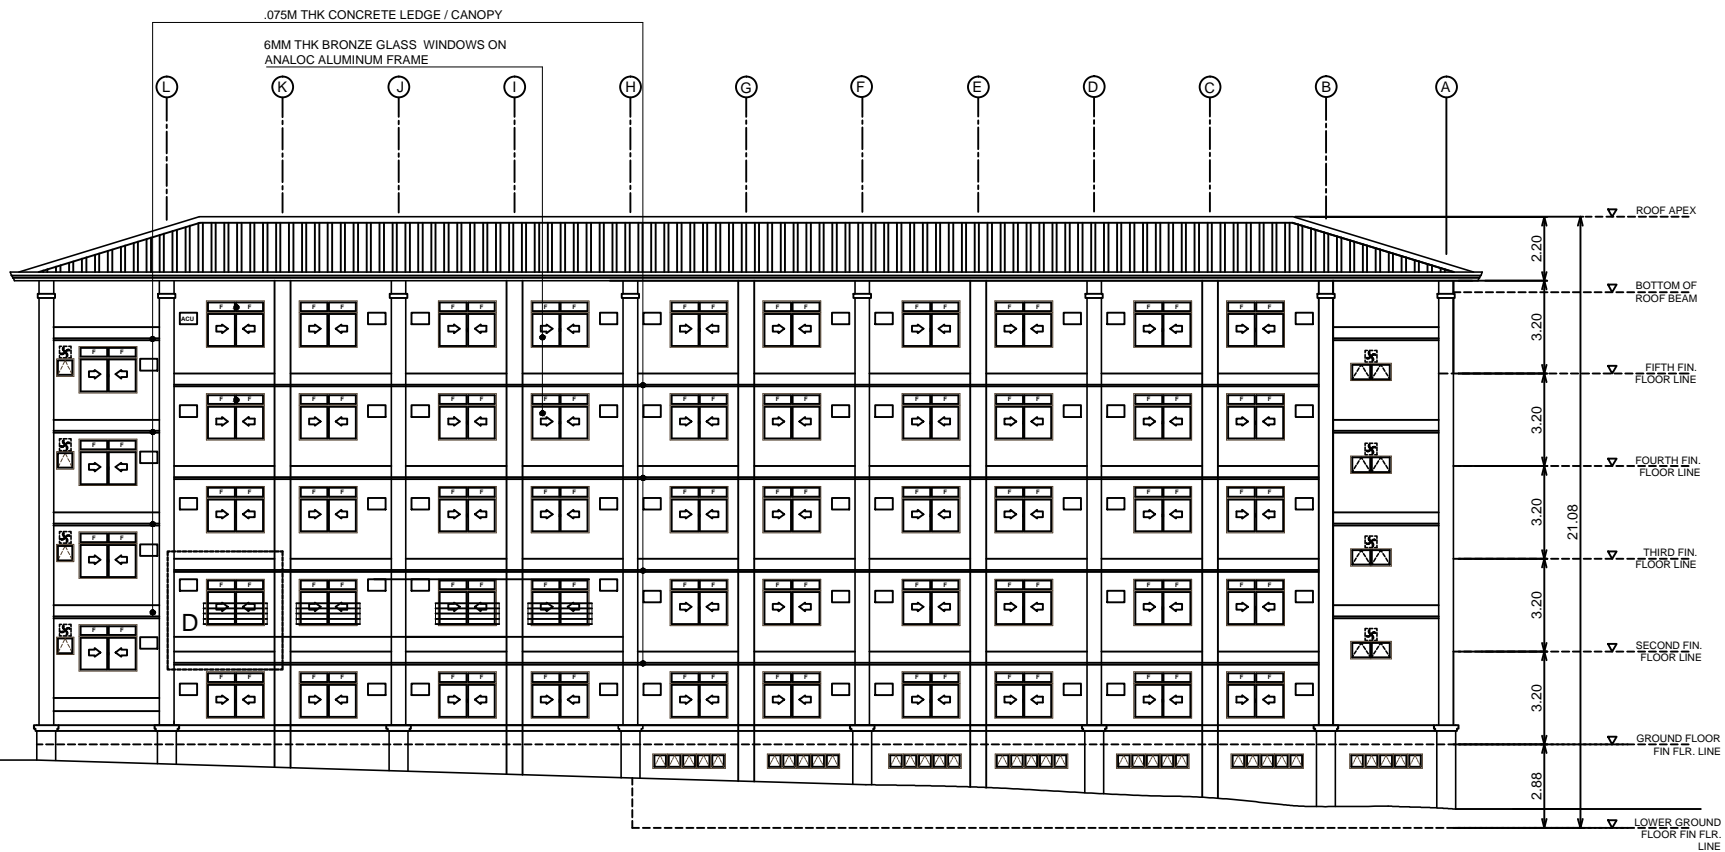 .075M THK CONCRETE LEDGE / CANOPY
6MM THK BRONZE GLASS WINDOWS ON
ANALOC ALUMINUM FRAME
L K J I H G F E D C B A
ROOF APEX
2.20
BOTTOM OF
ROOF BEAM
3.20
FIFTH FIN.
FLOOR LINE
3.20
FOURTH FIN.
FLOOR LINE
3.20
21.08
THIRD FIN.
FLOOR LINE
3.20
SECOND FIN.
FLOOR LINE
3.20
GROUND FLOOR
FIN FLR. LINE
2.88
LOWER GROUND
FLOOR FIN FLR.
LINE
ACU
F F F F F F F F F F F F F F F F F F F F
F F
F F F F F F F F F F F F F F F F F F F F
F F
F F F F F F F F F F F F F F F F F F F F
F F
F F F F F F F F F F F F F F F F F F F F
D
F F
F F F F F F F F F F F F F F F F F F F F